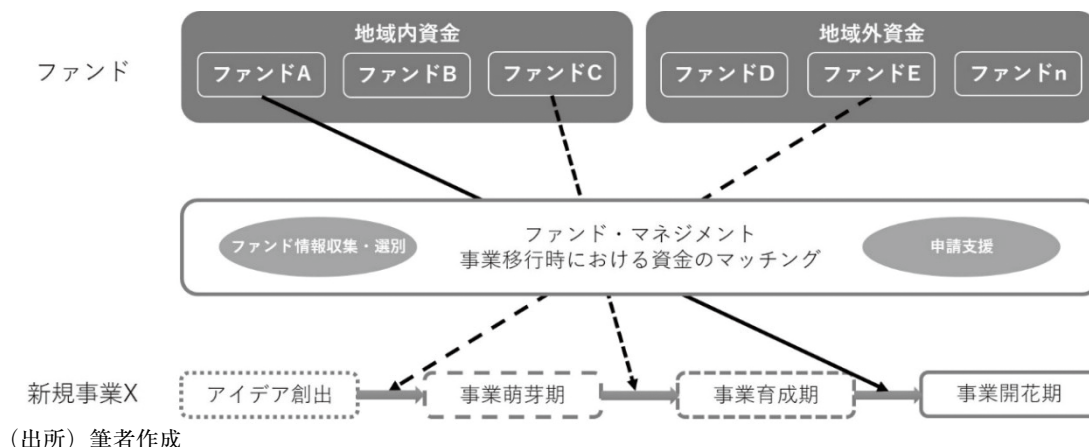 地域内資金
地域外資金
ファンド
ファンドA
ファンドB
ファンドC
ファンドD
ファンドE
ファンドn
ファンド情報収集・選別
ファンド・マネジメント
事業移行時における資金のマッチング
申請支援
新規事業X
アイデア創出
事業萌芽期
事業育成期
事業開花期
（出所）筆者作成